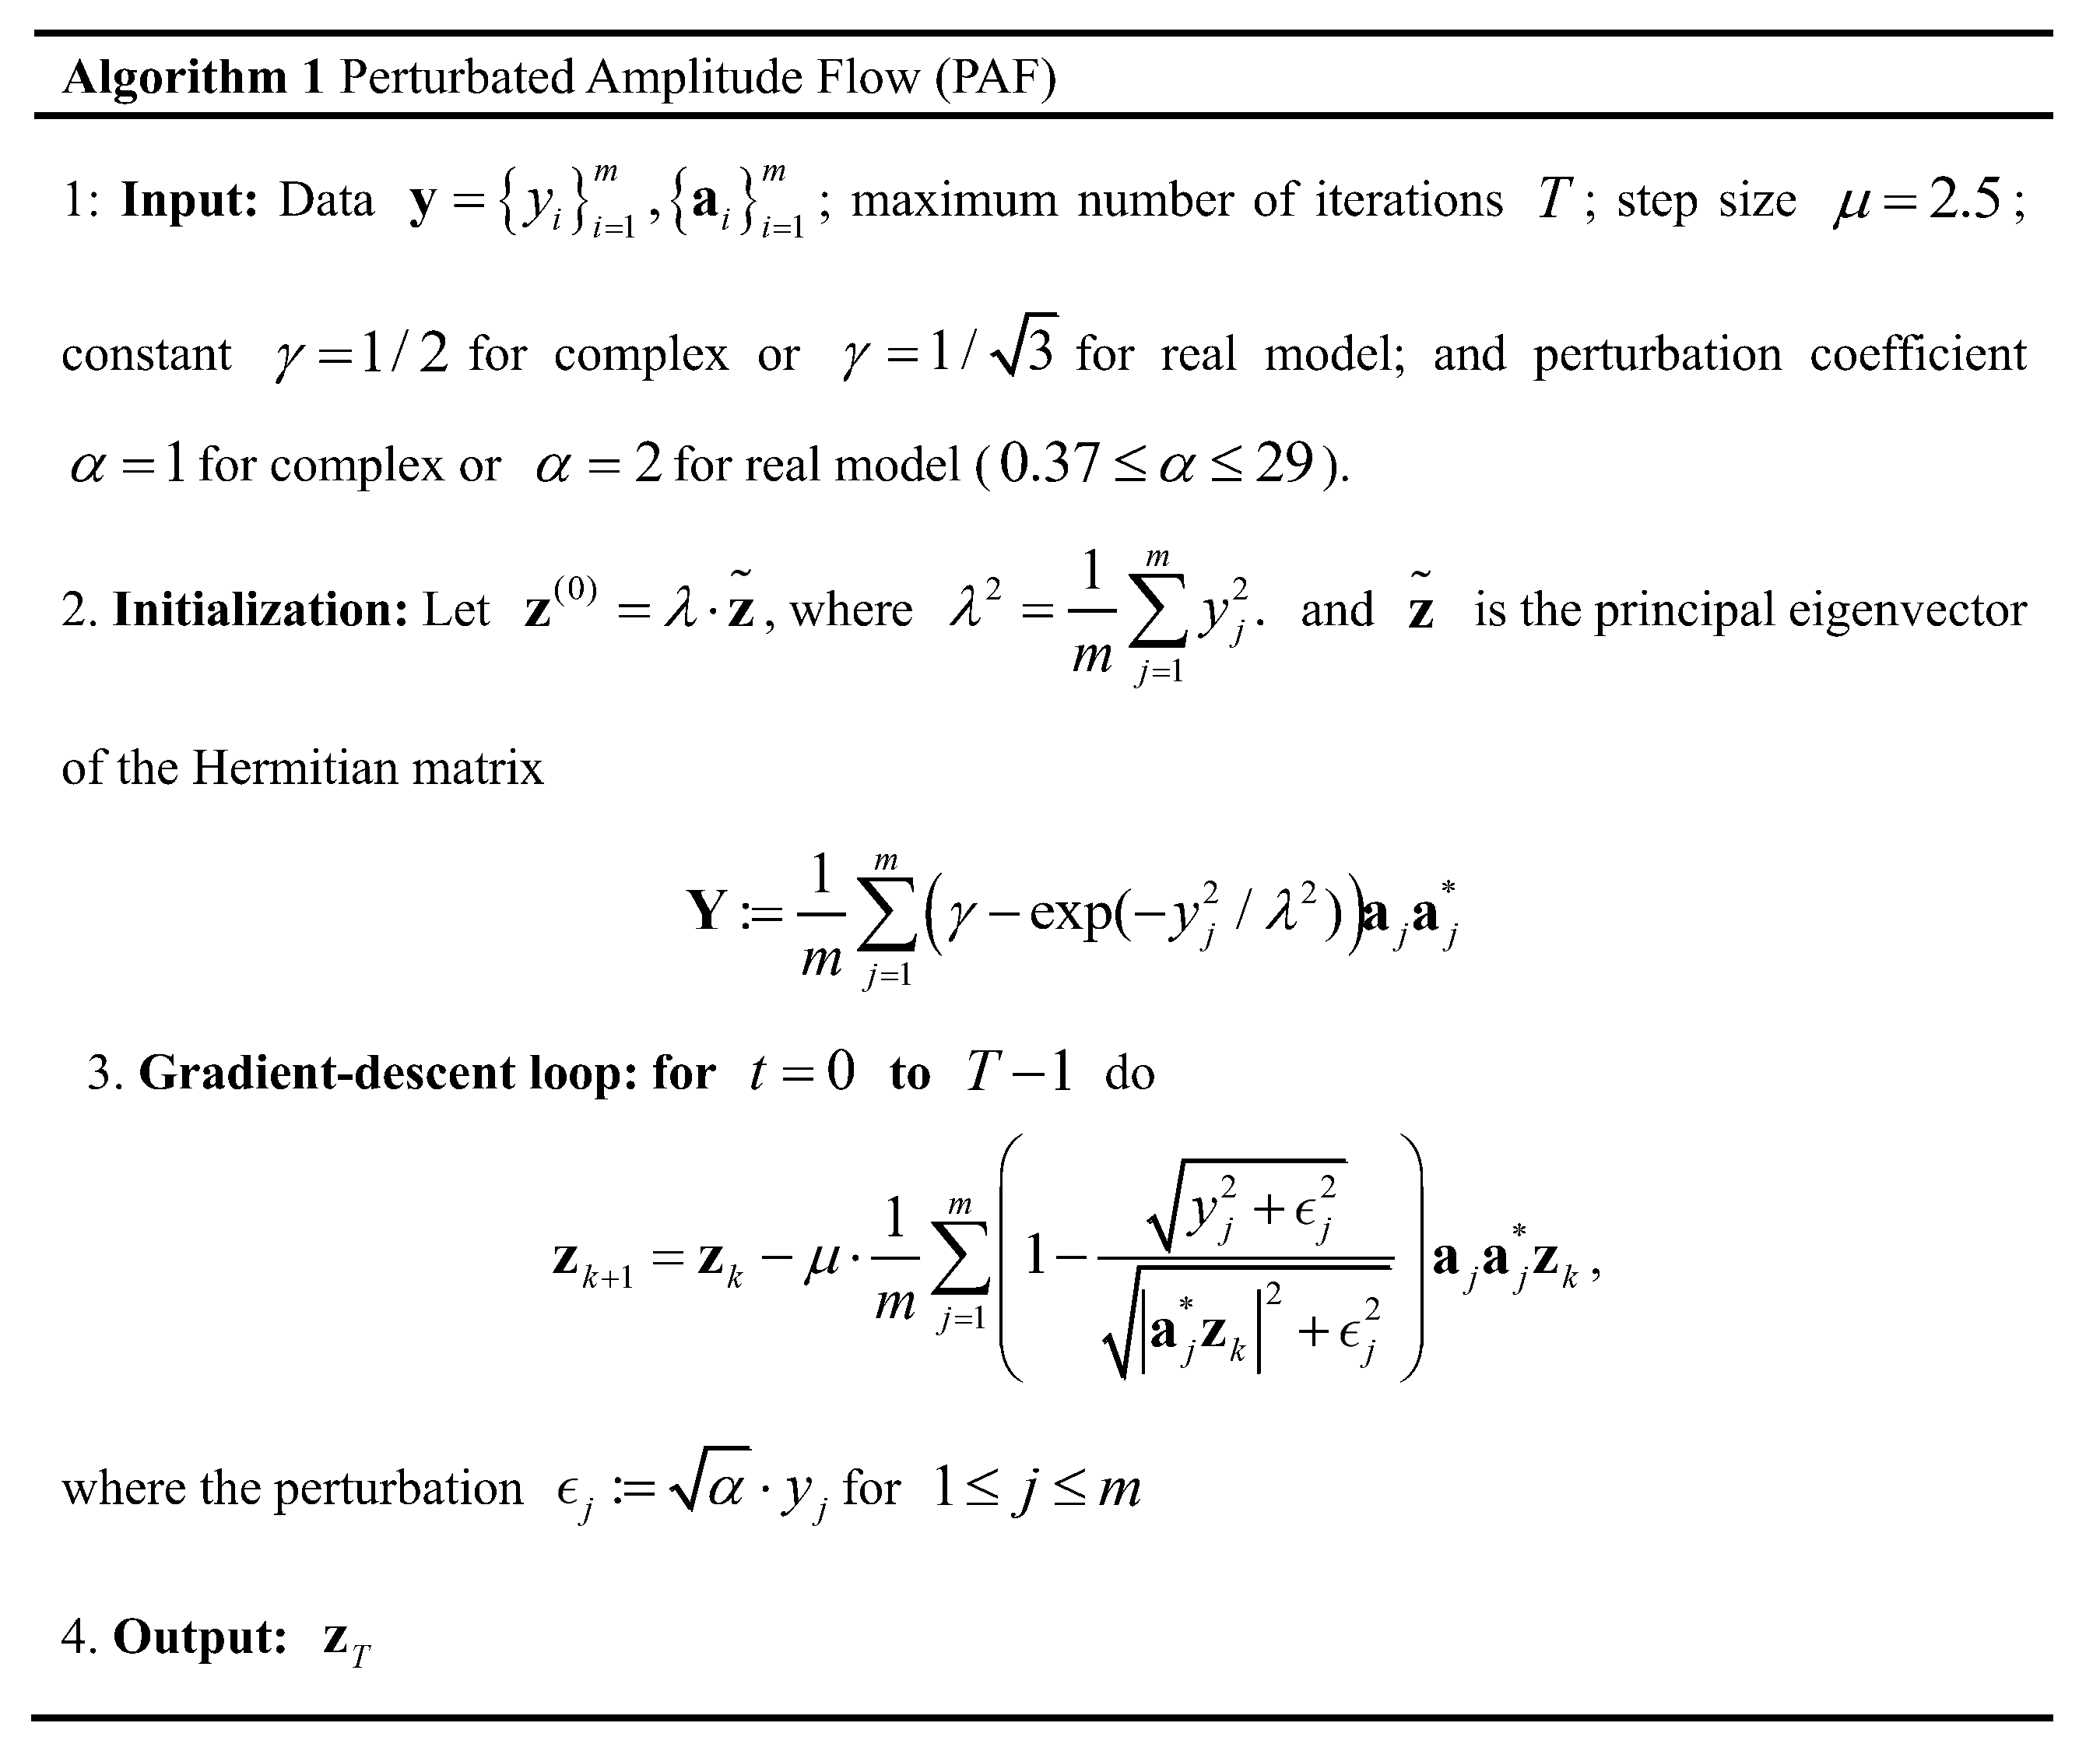 Algorithm 1 Perturbated Amplitude Flow (PAF)
1: Input: Data $\mathbf{y} = \{y_i\}_{i=1}^{m}, \{\mathbf{a}_i\}_{i=1}^{m}$ ; maximum number of iterations $T$ ; step size $\mu = 2.5$ ;
constant $\gamma = 1/2$ for complex or $\gamma = 1/\sqrt{3}$ for real model; and perturbation coefficient
$\alpha = 1$ for complex or $\alpha = 2$ for real model ( $0.37 \leq \alpha \leq 29$ ).
2. Initialization: Let $\mathbf{z}^{(0)} = \lambda \cdot \tilde{\mathbf{z}}$ , where $\lambda^2 = \frac{1}{m} \sum_{j=1}^{m} y_j^2$. and $\tilde{\mathbf{z}}$ is the principal eigenvector
of the Hermitian matrix
$\mathbf{Y} := \frac{1}{m} \sum_{j=1}^{m} \left( \gamma - \exp(-y_j^2 / \lambda^2) \right) \mathbf{a}_j \mathbf{a}_j^*$
3. Gradient-descent loop: for $t = 0$ to $T - 1$ do
$\mathbf{z}_{k+1} = \mathbf{z}_k - \mu \cdot \frac{1}{m} \sum_{j=1}^{m} \left( 1 - \frac{\sqrt{y_j^2 + \epsilon_j^2}}{\sqrt{\left| \mathbf{a}_j^* \mathbf{z}_k \right|^2 + \epsilon_j^2}} \right) \mathbf{a}_j \mathbf{a}_j^* \mathbf{z}_k ,$
where the perturbation $\epsilon_j := \sqrt{\alpha} \cdot y_j$ for $1 \leq j \leq m$
4. Output: $\mathbf{z}_T$